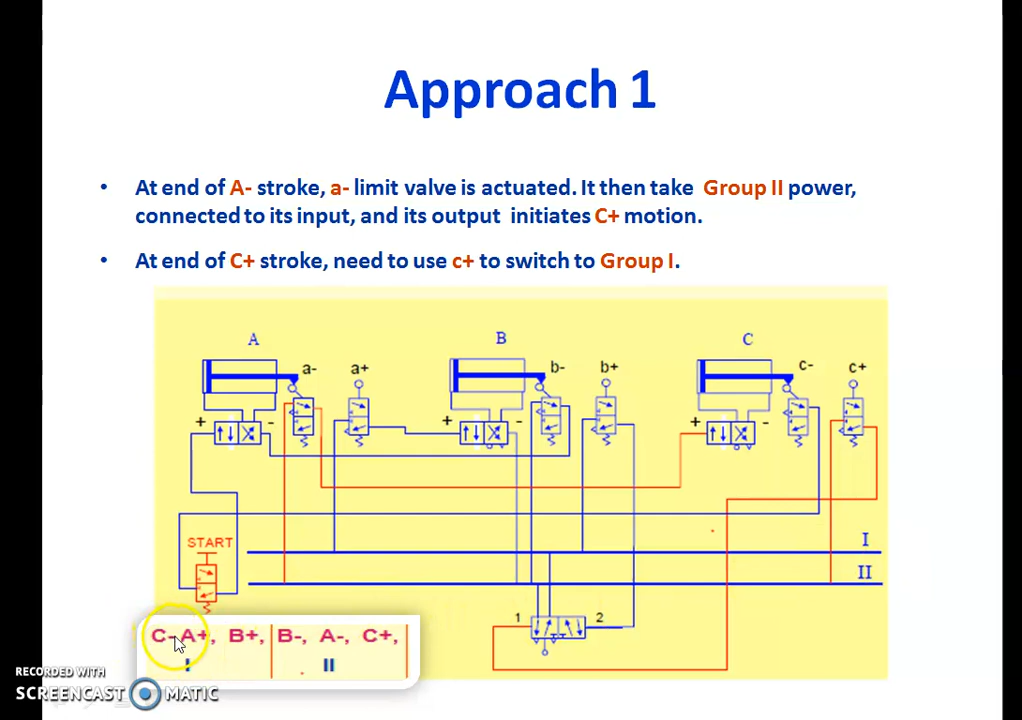 Approach 1
• At end of A- stroke, a- limit valve is actuated. It then take Group II power,
connected to its input, and its output initiates C+ motion.
• At end of C+ stroke, need to use c+ to switch to Group I.
A B C
a- a+ b- b+ c- c+
+ - + - + -
START
I
II
1 2
C-A+, B+, B-, A-, C+,
I II
RECORDED WITH
SCREENCAST MATIC